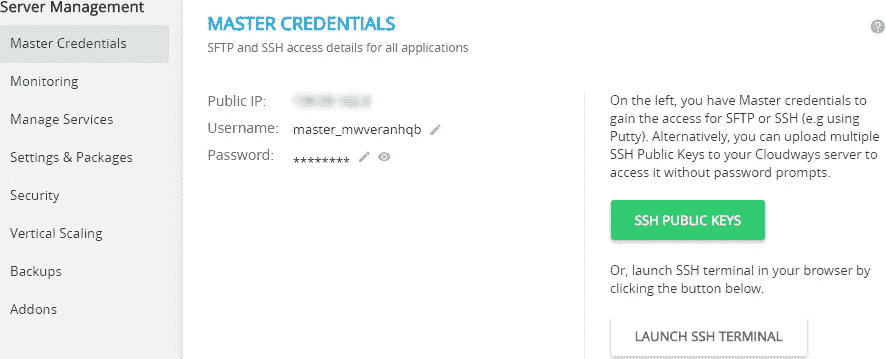 Server Management
Master Credentials
Monitoring
Manage Services
Settings & Packages
Security
Vertical Scaling
Backups
Addons
MASTER CREDENTIALS
?
SFTP and SSH access details for all applications
Public IP:
Username: master_mwveranhqb
Password: ********
On the left, you have Master credentials to
gain the access for SFTP or SSH (e.g using
Putty). Alternatively, you can upload multiple
SSH Public Keys to your Cloudways server to
access it without password prompts.
SSH PUBLIC KEYS
Or, launch SSH terminal in your browser by
clicking the button below.
LAUNCH SSH TERMINAL